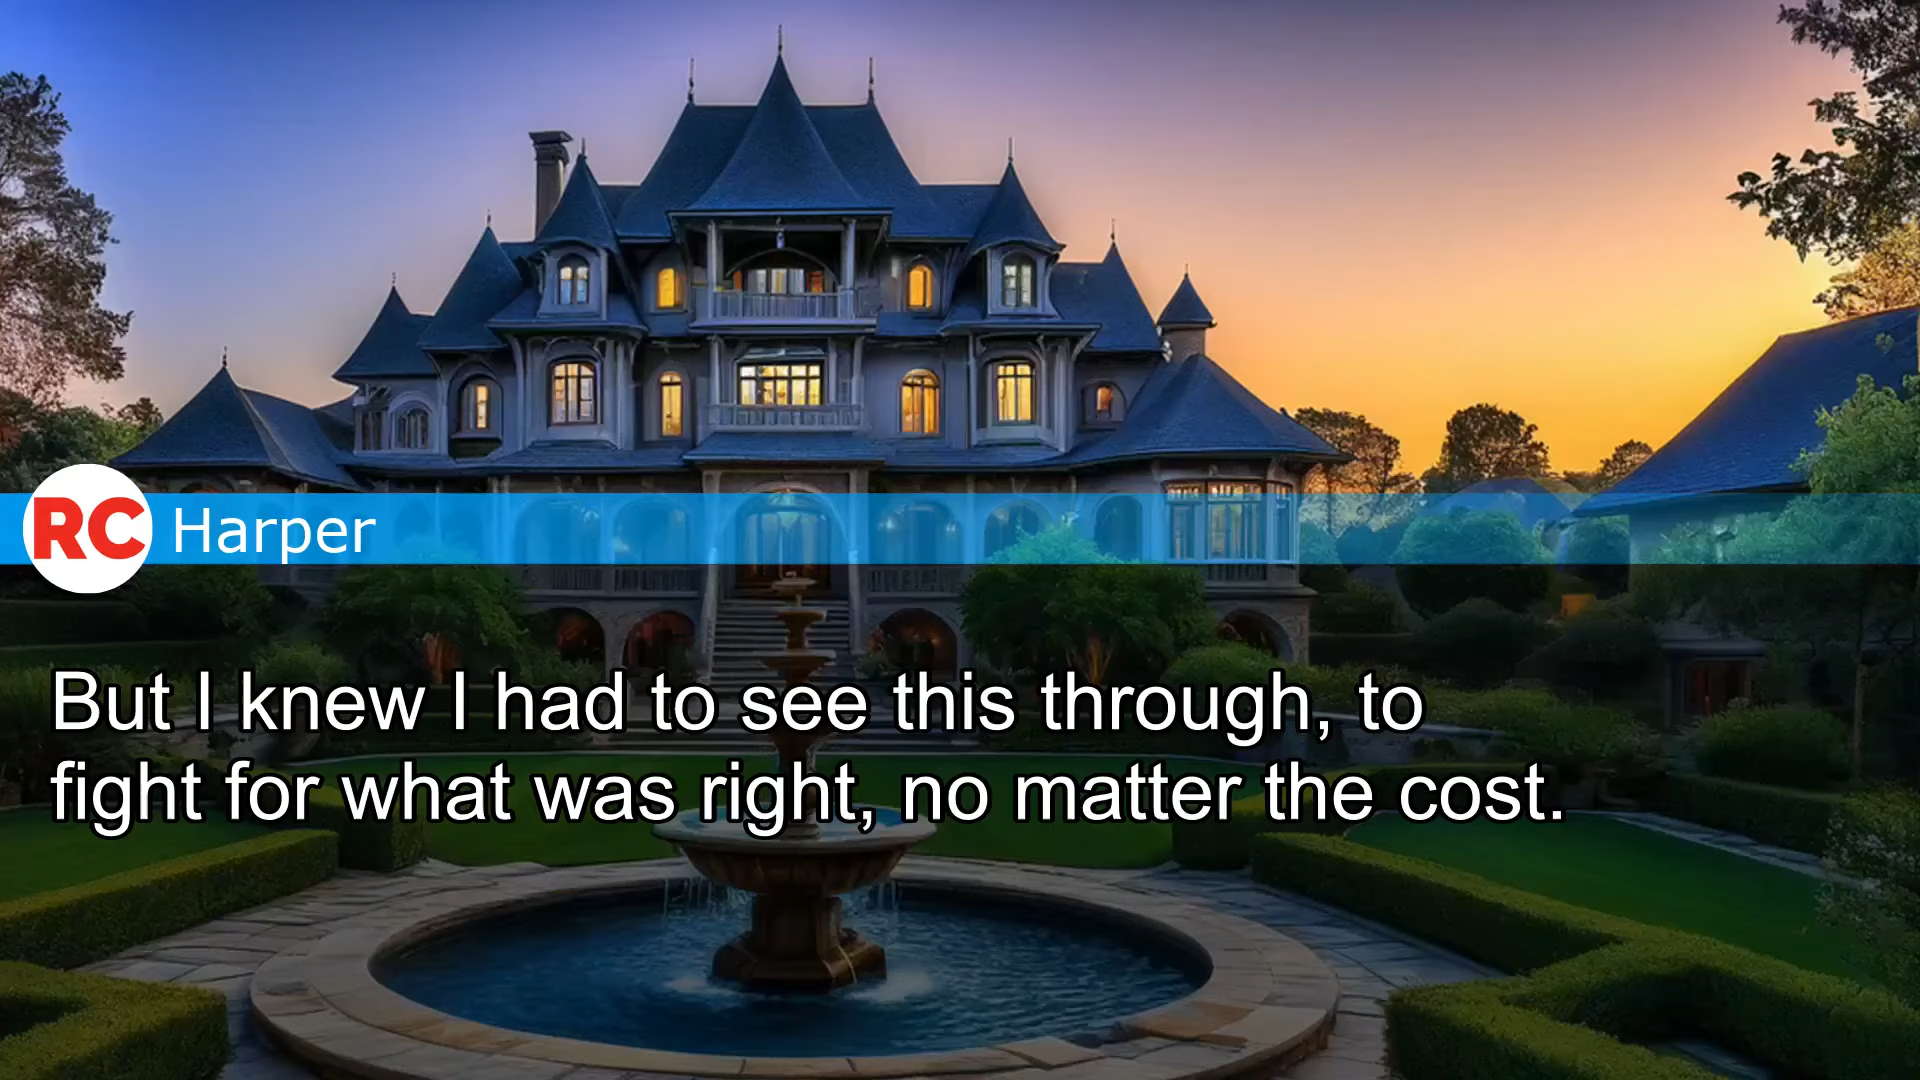 RC Harper
But I knew I had to see this through, to
fight for what was right, no matter the cost.